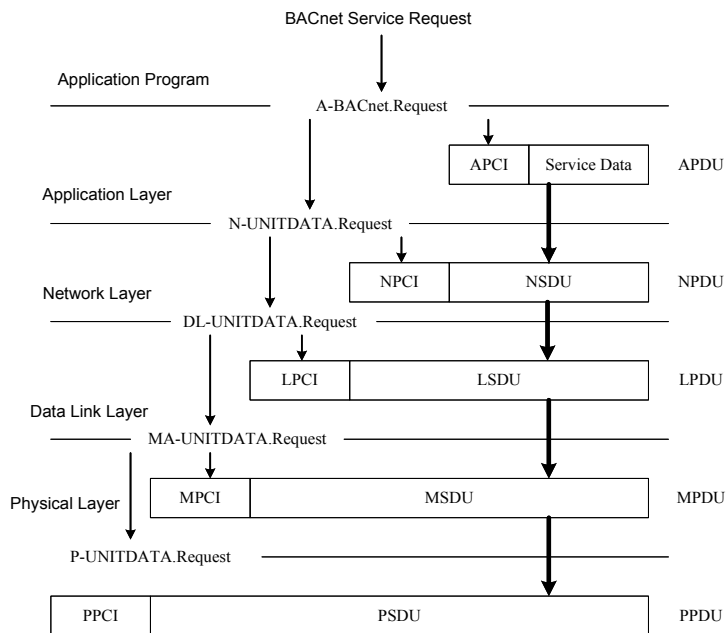 BACnet Service Request
Application Program
A-BACnet.Request
APCI Service Data APDU
Application Layer
N-UNITDATA.Request
NPCI NSDU NPDU
Network Layer
DL-UNITDATA.Request
LPCI LSDU LPDU
Data Link Layer
MA-UNITDATA.Request
MPCI MSDU MPDU
Physical Layer
P-UNITDATA.Request
PPCI PSDU PPDU